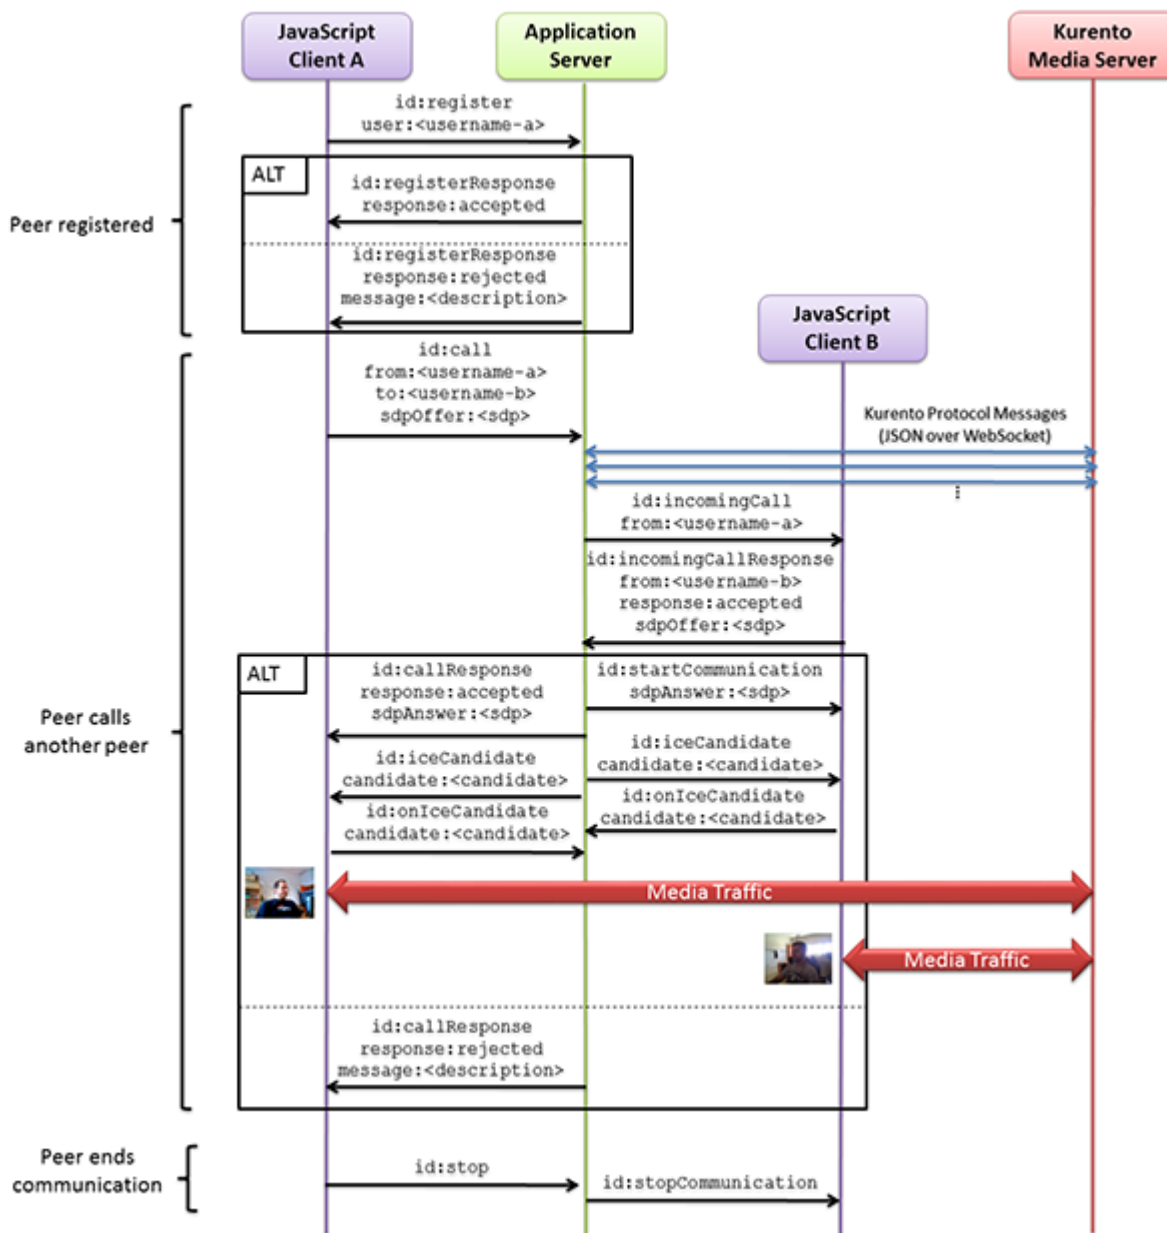 JavaScript
Client A
Application
Server
Kurento
Media Server
id:register
user:<username-a>
ALT
id:registerResponse
response:accepted
Peer registered
id:registerResponse
response:rejected
message:<description>
JavaScript
Client B
id:call
from:<username-a>
to:<username-b>
sdpOffer:<sdp>
Kurento Protocol Messages
(JSON over WebSocket)
⋮
id:incomingCall
from:<username-a>
id:incomingCallResponse
from:<username-b>
response:accepted
sdpOffer:<sdp>
ALT
id:callResponse
response:accepted
sdpAnswer:<sdp>
id:startCommunication
sdpAnswer:<sdp>
Peer calls
another peer
id:iceCandidate
candidate:<candidate>
id:iceCandidate
candidate:<candidate>
id:onIceCandidate
candidate:<candidate>
id:onIceCandidate
candidate:<candidate>
Media Traffic
Media Traffic
id:callResponse
response:rejected
message:<description>
Peer ends
communication
id:stop
id:stopCommunication